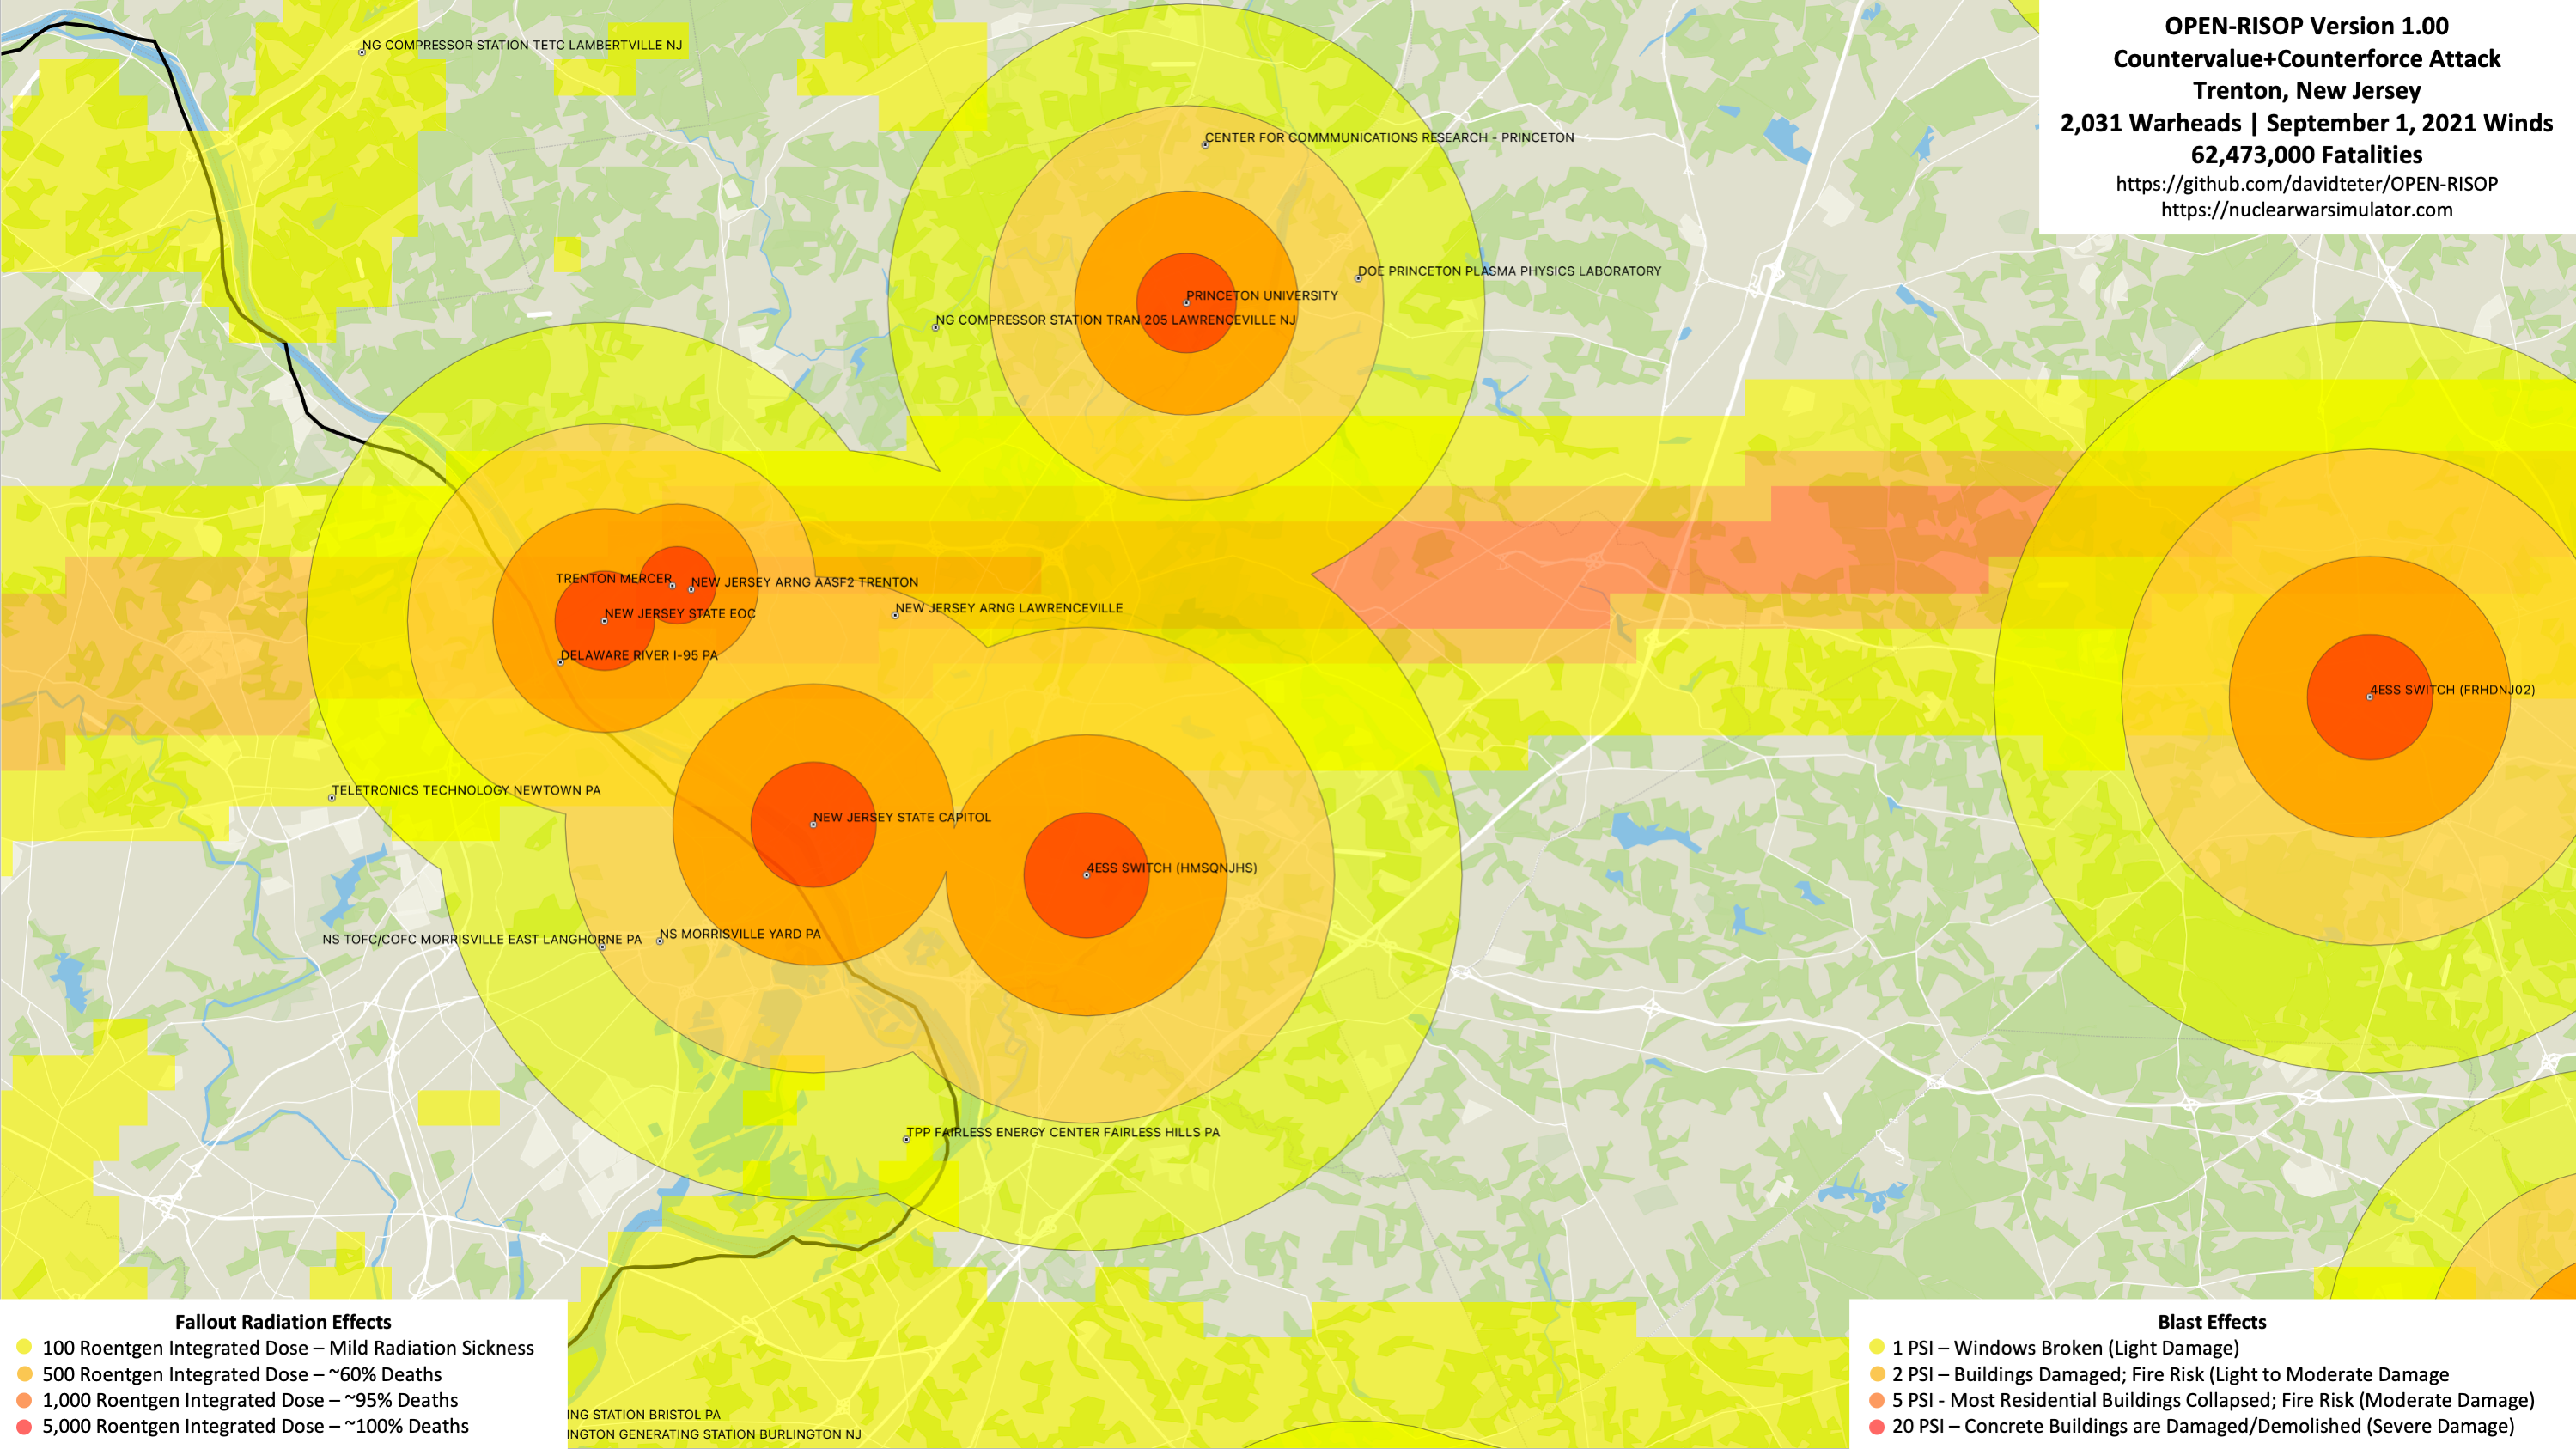 OPEN-RISOP Version 1.00
Countervalue+Counterforce Attack
Trenton, New Jersey
2,031 Warheads | September 1, 2021 Winds
62,473,000 Fatalities
https://github.com/davidteter/OPEN-RISOP
https://nuclearwarsimulator.com
NG COMPRESSOR STATION TETC LAMBERTVILLE NJ
CENTER FOR COMMMUNICATIONS RESEARCH - PRINCETON
DOE PRINCETON PLASMA PHYSICS LABORATORY
PRINCETON UNIVERSITY
NG COMPRESSOR STATION TRAN 205 LAWRENCEVILLE NJ
TRENTON MERCER
NEW JERSEY ARNG AASF2 TRENTON
NEW JERSEY ARNG LAWRENCEVILLE
NEW JERSEY STATE EOC
DELAWARE RIVER I-95 PA
4ESS SWITCH (FRHDNJ02)
TELETRONICS TECHNOLOGY NEWTOWN PA
NEW JERSEY STATE CAPITOL
4ESS SWITCH (HMSQNJHS)
NS TOFC/COFC MORRISVILLE EAST LANGHORNE PA
NS MORRISVILLE YARD PA
TPP FAIRLESS ENERGY CENTER FAIRLESS HILLS PA
ING STATION BRISTOL PA
INGTON GENERATING STATION BURLINGTON NJ
Fallout Radiation Effects
100 Roentgen Integrated Dose – Mild Radiation Sickness
500 Roentgen Integrated Dose – ~60% Deaths
1,000 Roentgen Integrated Dose – ~95% Deaths
5,000 Roentgen Integrated Dose – ~100% Deaths
Blast Effects
1 PSI – Windows Broken (Light Damage)
2 PSI – Buildings Damaged; Fire Risk (Light to Moderate Damage
5 PSI - Most Residential Buildings Collapsed; Fire Risk (Moderate Damage)
20 PSI – Concrete Buildings are Damaged/Demolished (Severe Damage)